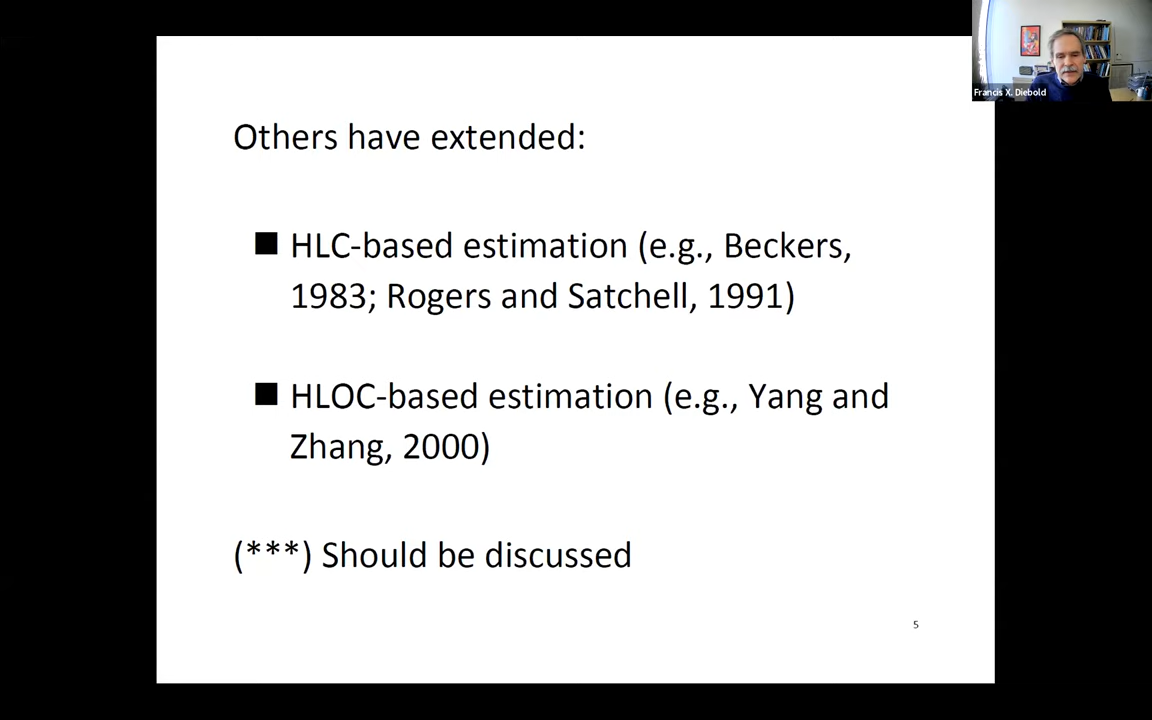 Francis X. Diebold
Others have extended:
■ HLC-based estimation (e.g., Beckers,
1983; Rogers and Satchell, 1991)
■ HLOC-based estimation (e.g., Yang and
Zhang, 2000)
(***) Should be discussed
5